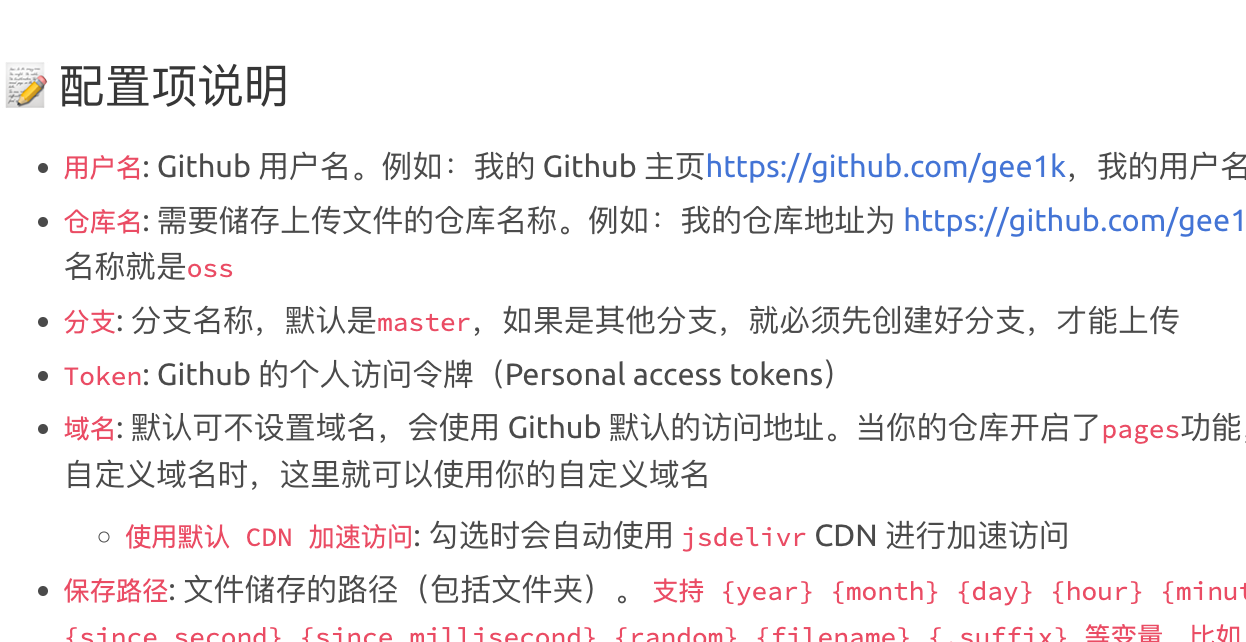 配置项说明
用户名: Github 用户名。例如：我的 Github 主页https://github.com/gee1k，我的用户名
仓库名: 需要储存上传文件的仓库名称。例如：我的仓库地址为 https://github.com/gee1
名称就是oss
分支: 分支名称，默认是master，如果是其他分支，就必须先创建好分支，才能上传
Token: Github 的个人访问令牌（Personal access tokens）
域名: 默认可不设置域名，会使用 Github 默认的访问地址。当你的仓库开启了pages功能，
自定义域名时，这里就可以使用你的自定义域名
使用默认 CDN 加速访问: 勾选时会自动使用 jsdelivr CDN 进行加速访问
保存路径: 文件储存的路径（包括文件夹）。 支持 {year} {month} {day} {hour} {minut
{since_second} {since_millisecond} {random} {filename} {.suffix} 等变量，比如